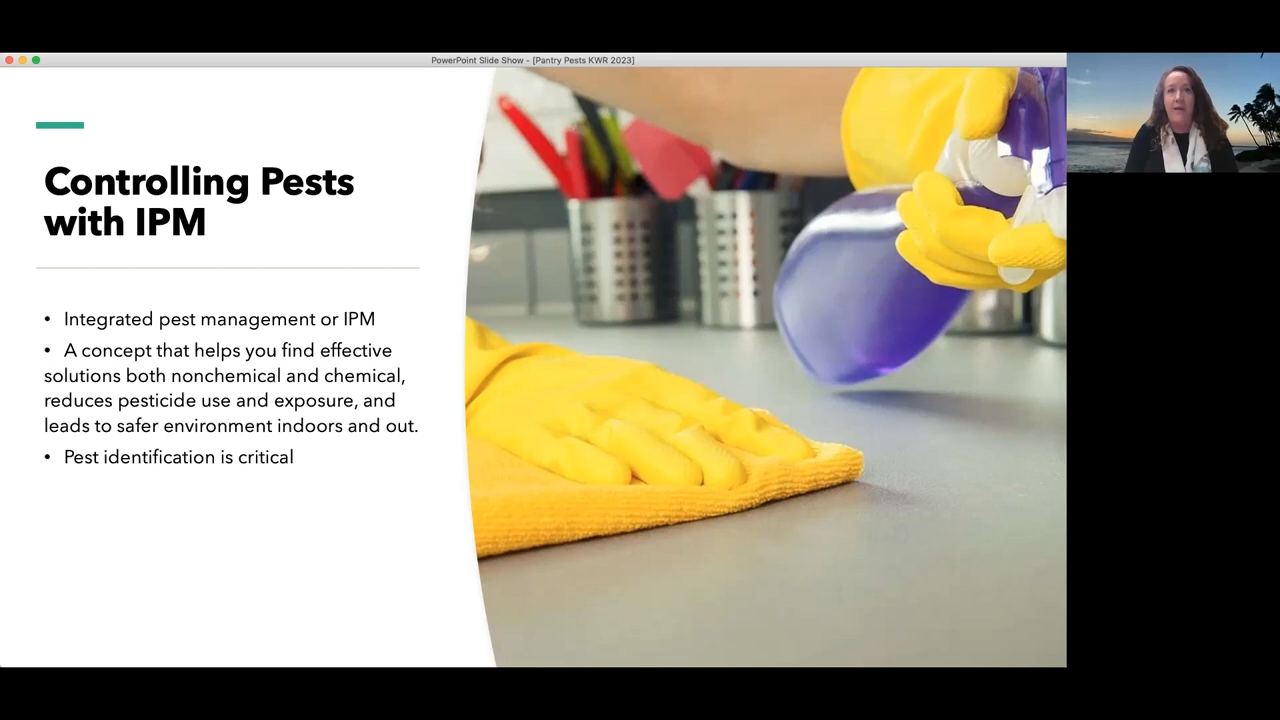 PowerPoint Slide Show - [Pantry Pests KWR 2023]
Controlling Pests
with IPM
• Integrated pest management or IPM
• A concept that helps you find effective
solutions both nonchemical and chemical,
reduces pesticide use and exposure, and
leads to safer environment indoors and out.
• Pest identification is critical